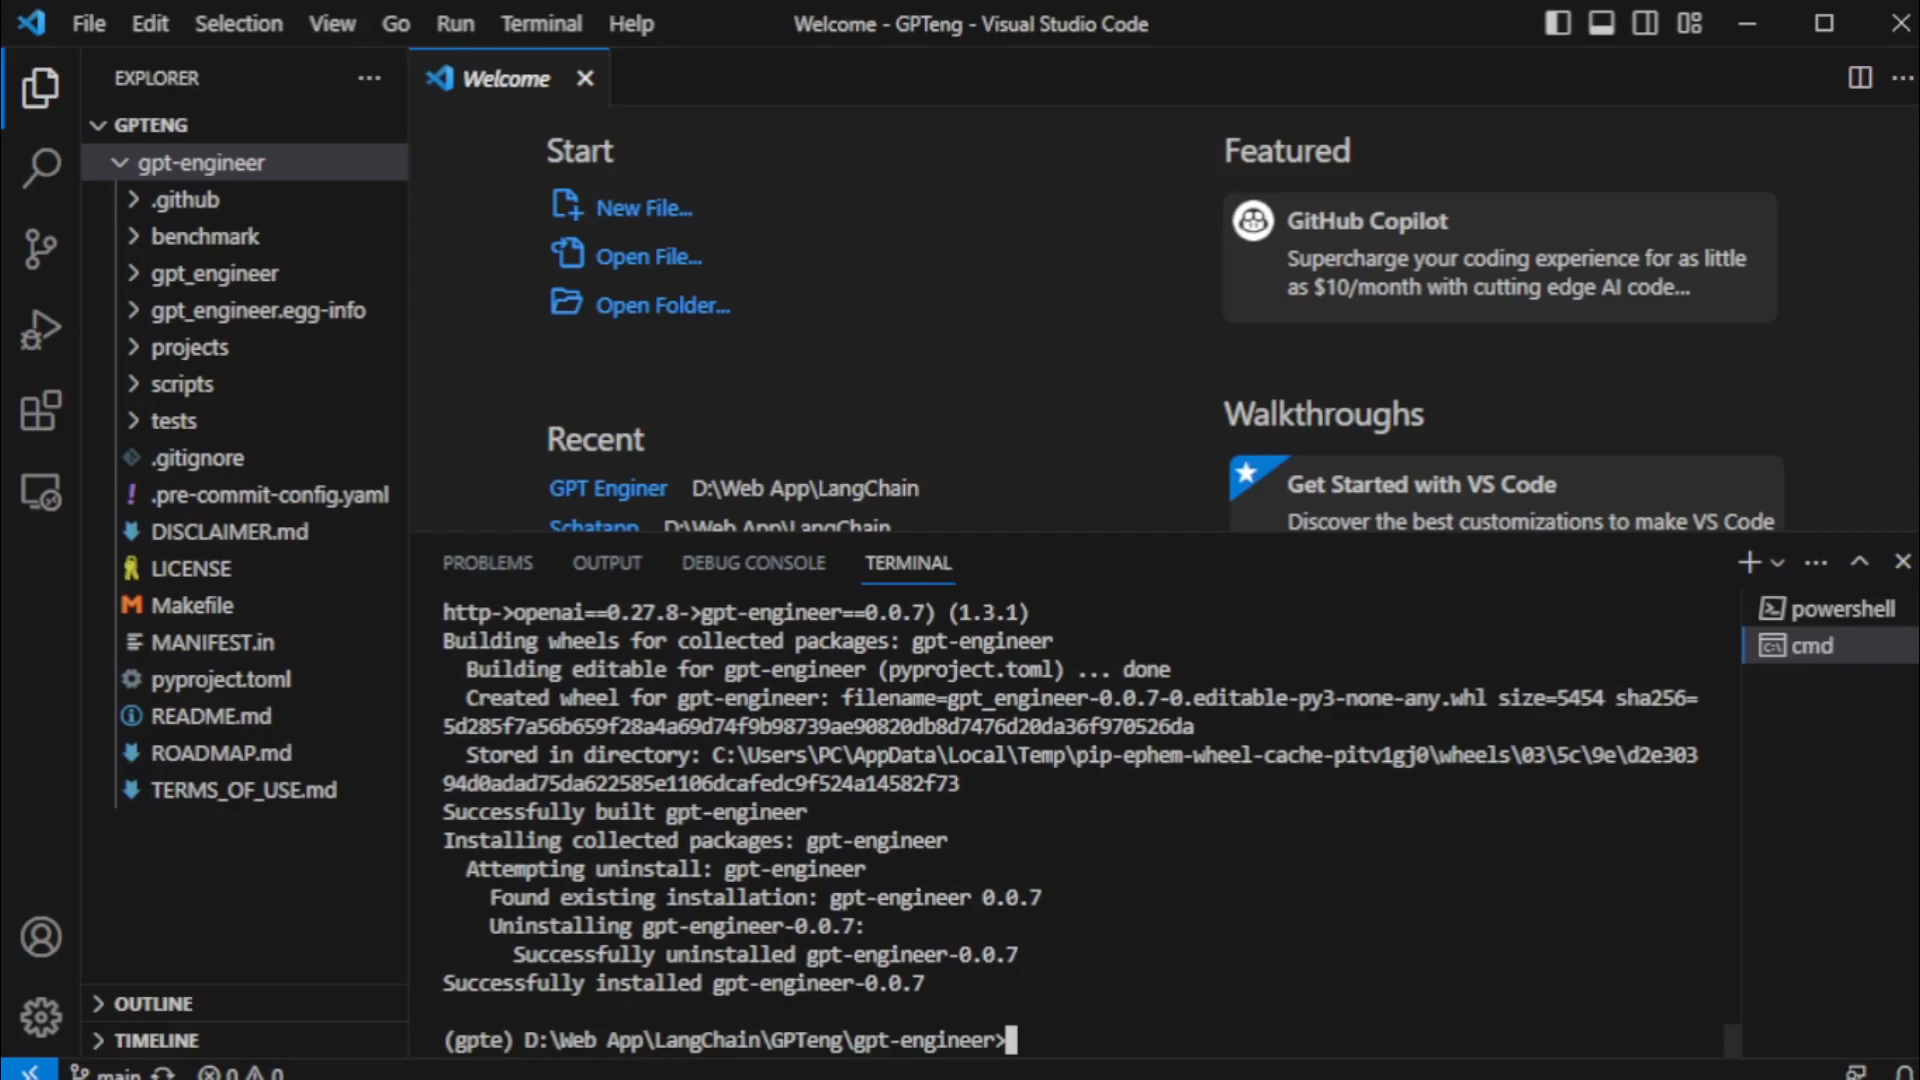 File Edit Selection View Go Run Terminal Help
Welcome - GPTeng - Visual Studio Code
EXPLORER
GPTENG
gpt-engineer
.github
benchmark
gpt_engineer
gpt_engineer.egg-info
projects
scripts
tests
.gitignore
.pre-commit-config.yaml
DISCLAIMER.md
LICENSE
Makefile
MANIFEST.in
pyproject.toml
README.md
ROADMAP.md
TERMS_OF_USE.md
OUTLINE
TIMELINE
Welcome
Start
New File...
Open File...
Open Folder...
Recent
GPT Enginer D:\Web App\LangChain
Schatapp D:\Web App\LangChain
Featured
GitHub Copilot
Supercharge your coding experience for as little
as $10/month with cutting edge AI code...
Walkthroughs
Get Started with VS Code
Discover the best customizations to make VS Code
PROBLEMS OUTPUT DEBUG CONSOLE TERMINAL
http->openai==0.27.8->gpt-engineer==0.0.7) (1.3.1)
Building wheels for collected packages: gpt-engineer
Building editable for gpt-engineer (pyproject.toml) ... done
Created wheel for gpt-engineer: filename=gpt_engineer-0.0.7-0.editable-py3-none-any.whl size=5454 sha256=
5d285f7a56b659f28a4a69d74f9b98739ae90820db8d7476d20da36f970526da
Stored in directory: C:\Users\PC\AppData\Local\Temp\pip-ephem-wheel-cache-pitv1gj0\wheels\03\5c\9e\d2e303
94d0adad75da622585e1106dcafedc9f524a14582f73
Successfully built gpt-engineer
Installing collected packages: gpt-engineer
Attempting uninstall: gpt-engineer
Found existing installation: gpt-engineer 0.0.7
Uninstalling gpt-engineer-0.0.7:
Successfully uninstalled gpt-engineer-0.0.7
Successfully installed gpt-engineer-0.0.7
(gpte) D:\Web App\LangChain\GPTeng\gpt-engineer>
powershell
cmd
main 0 0